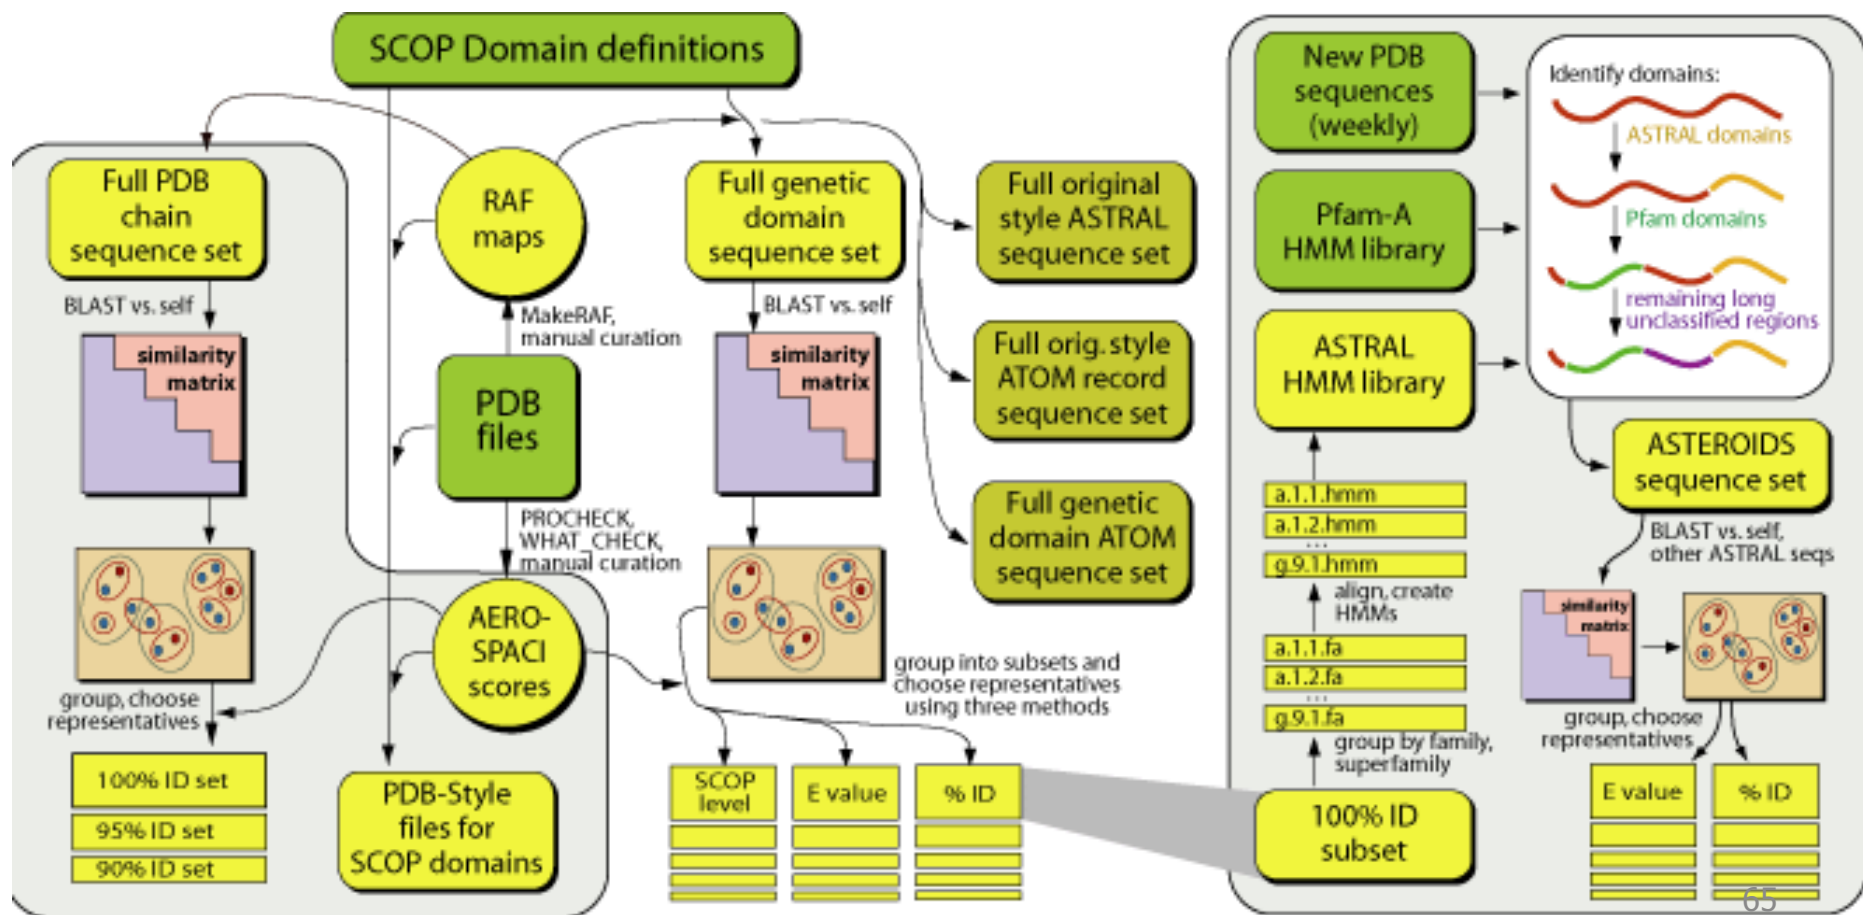 SCOP Domain definitions
Full PDB
chain
sequence set
BLAST vs. self
similarity
matrix
group, choose
representatives
100% ID set
95% ID set
90% ID set
RAF
maps
MakeRAF,
manual curation
PDB
files
PROCHECK,
WHAT_CHECK,
manual curation
AERO-
SPACI
scores
PDB-Style
files for
SCOP domains
Full genetic
domain
sequence set
BLAST vs. self
similarity
matrix
group into subsets and
choose representatives
using three methods
SCOP
level
E value
% ID
Full original
style ASTRAL
sequence set
Full orig. style
ATOM record
sequence set
Full genetic
domain ATOM
sequence set
New PDB
sequences
(weekly)
Pfam-A
HMM library
ASTRAL
HMM library
a.1.1.hmm
a.1.2.hmm
...
g.9.1.hmm
align, create
HMMs
a.1.1.fa
a.1.2.fa
...
g.9.1.fa
group by family,
superfamily
100% ID
subset
Identify domains:
ASTRAL domains
Pfam domains
remaining long
unclassified regions
ASTEROIDS
sequence set
BLAST vs. self,
other ASTRAL seqs
similarity
matrix
group, choose
representatives
E value
% ID
65